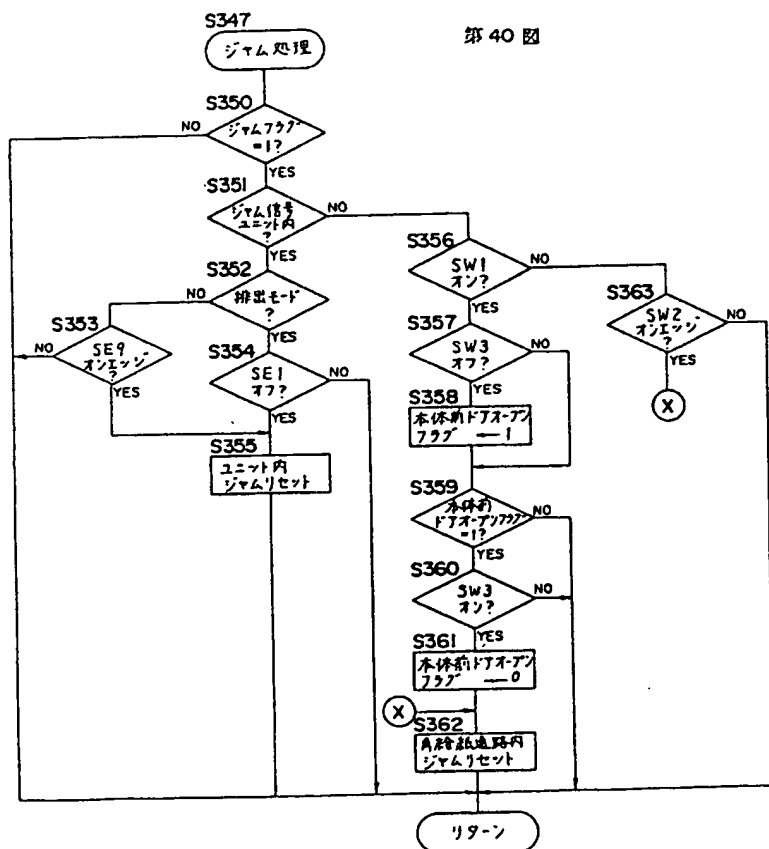 第40図
S347
ジャム処理
S350
ジャムフラグ
=1?
NO
YES
S351
ジャム信号
ユニット内
?
NO
YES
S352
排出モード
?
NO
YES
S353
SE9
オンエッジ
?
NO
YES
S354
SE1
オフ?
NO
YES
S355
ユニット内
ジャムリセット
S356
SW1
オン?
NO
YES
S357
SW3
オフ?
NO
YES
S358
本体前ドアオープン
フラグ ← 1
S359
本体前
ドアオープンフラグ
=1?
NO
YES
S360
SW3
オン?
NO
YES
S361
本体前ドアオープン
フラグ ← 0
X
S362
再給紙通路内
ジャムリセット
S363
SW2
オンエッジ
?
NO
YES
X
リターン